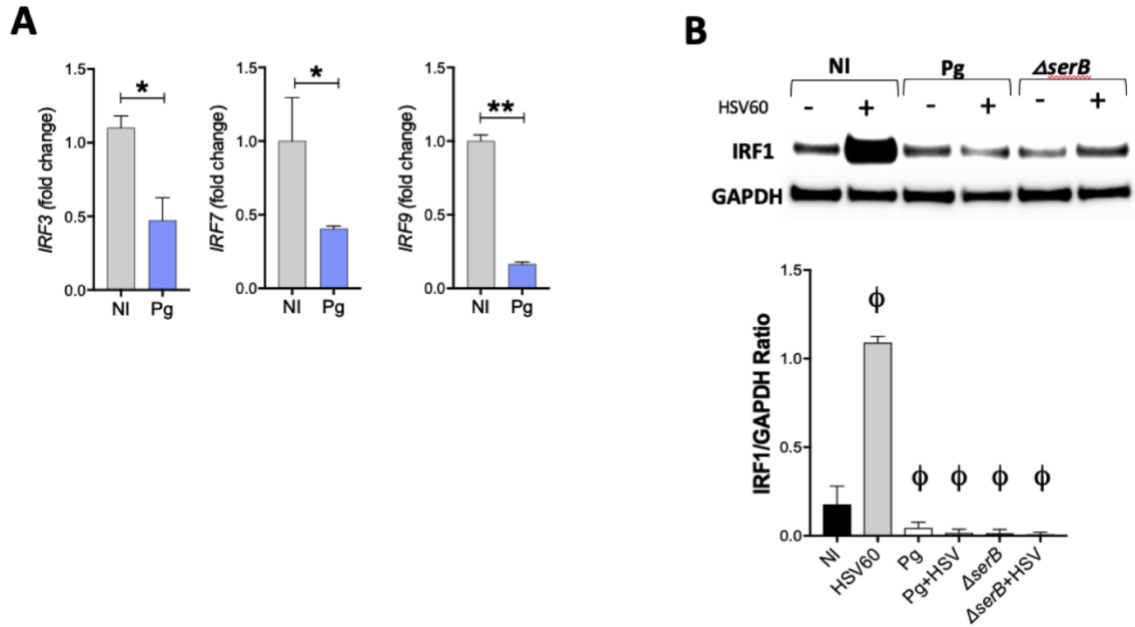 A
1.5
1.0
0.5
0.0
IRF3 (fold change)
*
NI Pg
1.5
1.0
0.5
0.0
IRF7 (fold change)
*
NI Pg
1.5
1.0
0.5
0.0
IRF9 (fold change)
**
NI Pg
B
NI Pg ΔserB
HSV60 - + - + - +
IRF1
GAPDH
1.5
1.0
0.5
0.0
IRF1/GAPDH Ratio
ϕ
ϕ ϕ ϕ ϕ
NI
HSV60
Pg
Pg+HSV
ΔserB
ΔserB+HSV